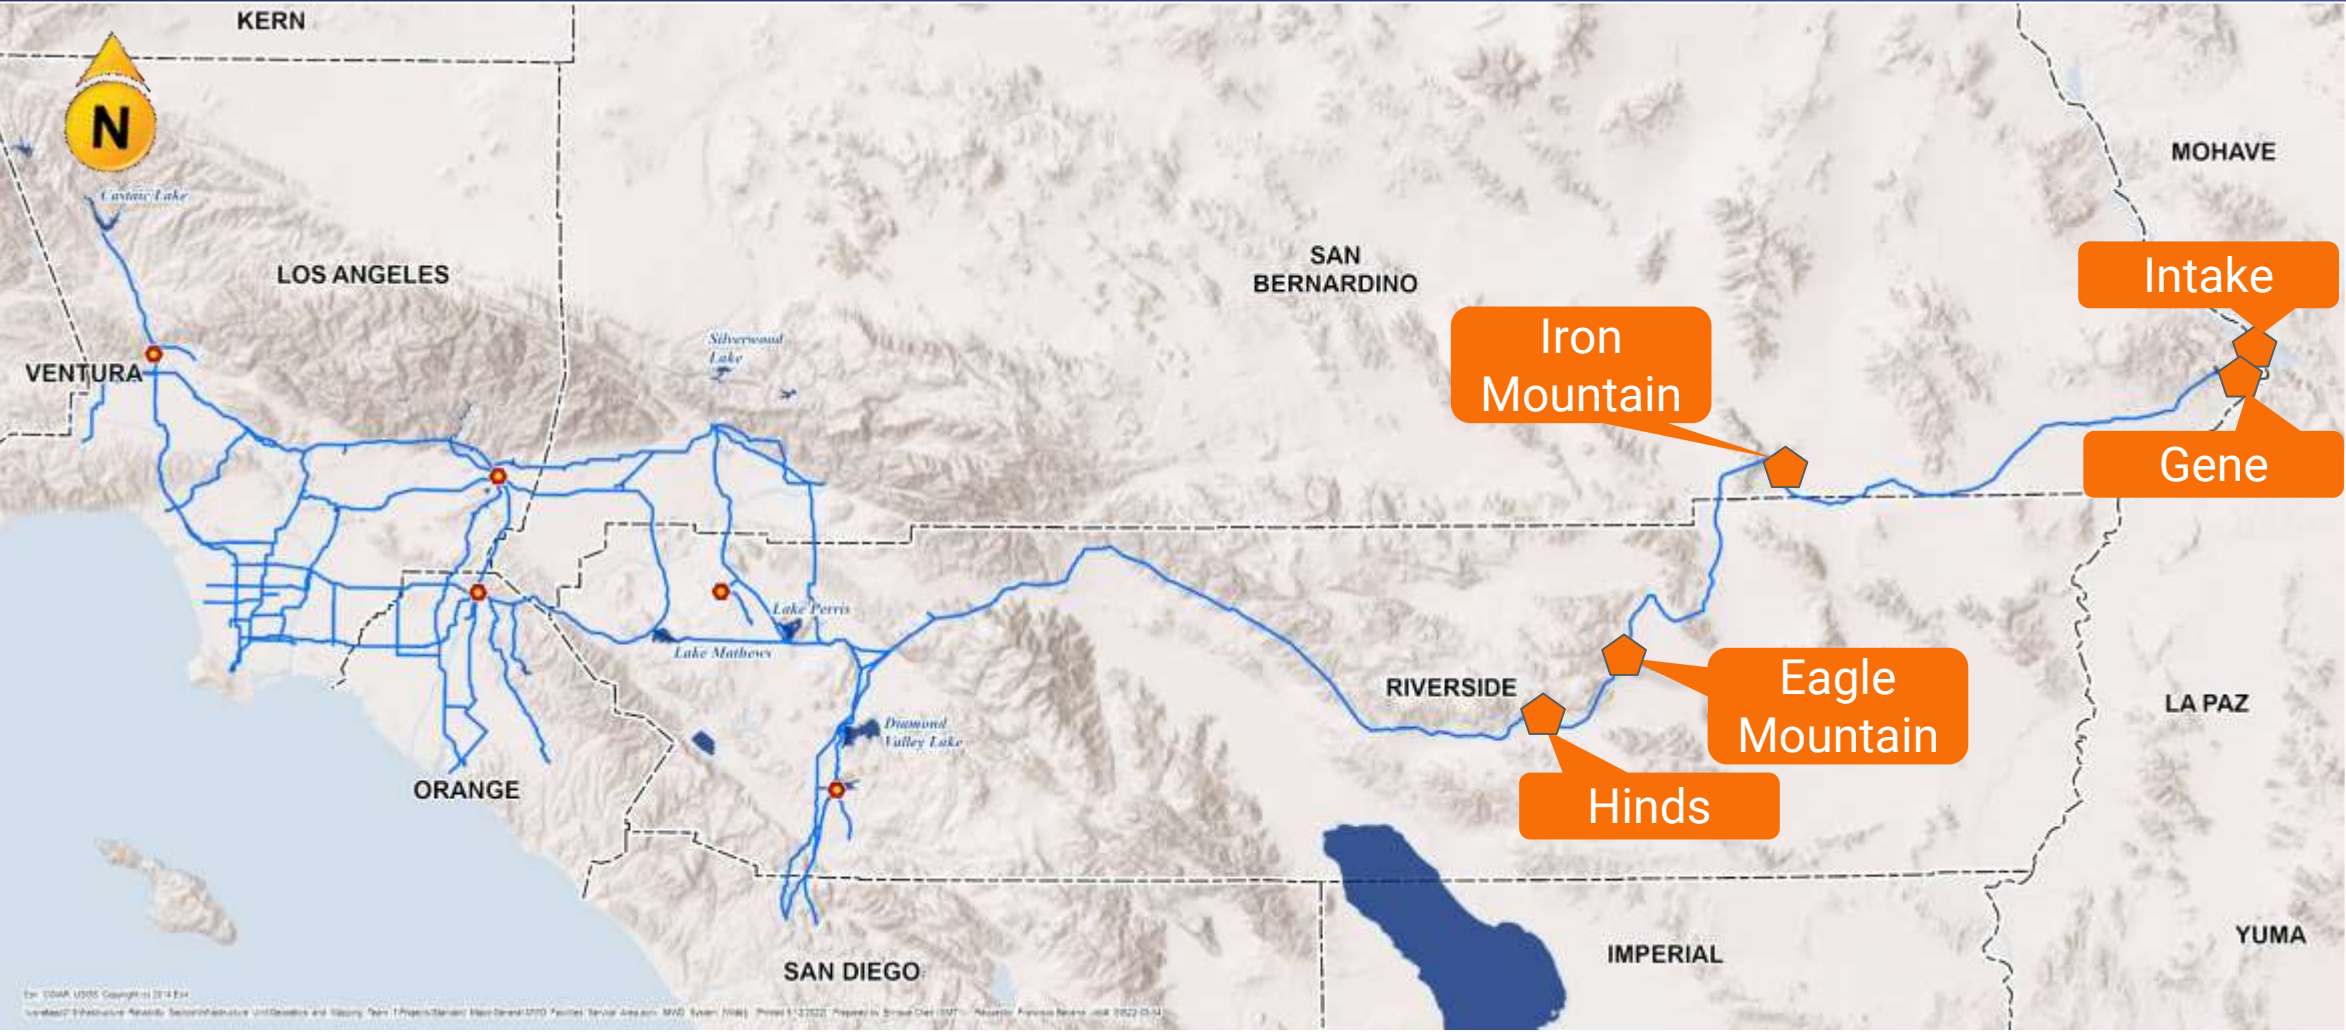 KERN
N
MOHAVE
Castaic Lake
SAN
BERNARDINO
LOS ANGELES
Intake
Iron
Mountain
Silverwood
Lake
VENTURA
Gene
Lake Perris
Lake Mathews
RIVERSIDE
Eagle
Mountain
LA PAZ
Diamond
Valley Lake
ORANGE
Hinds
YUMA
IMPERIAL
SAN DIEGO